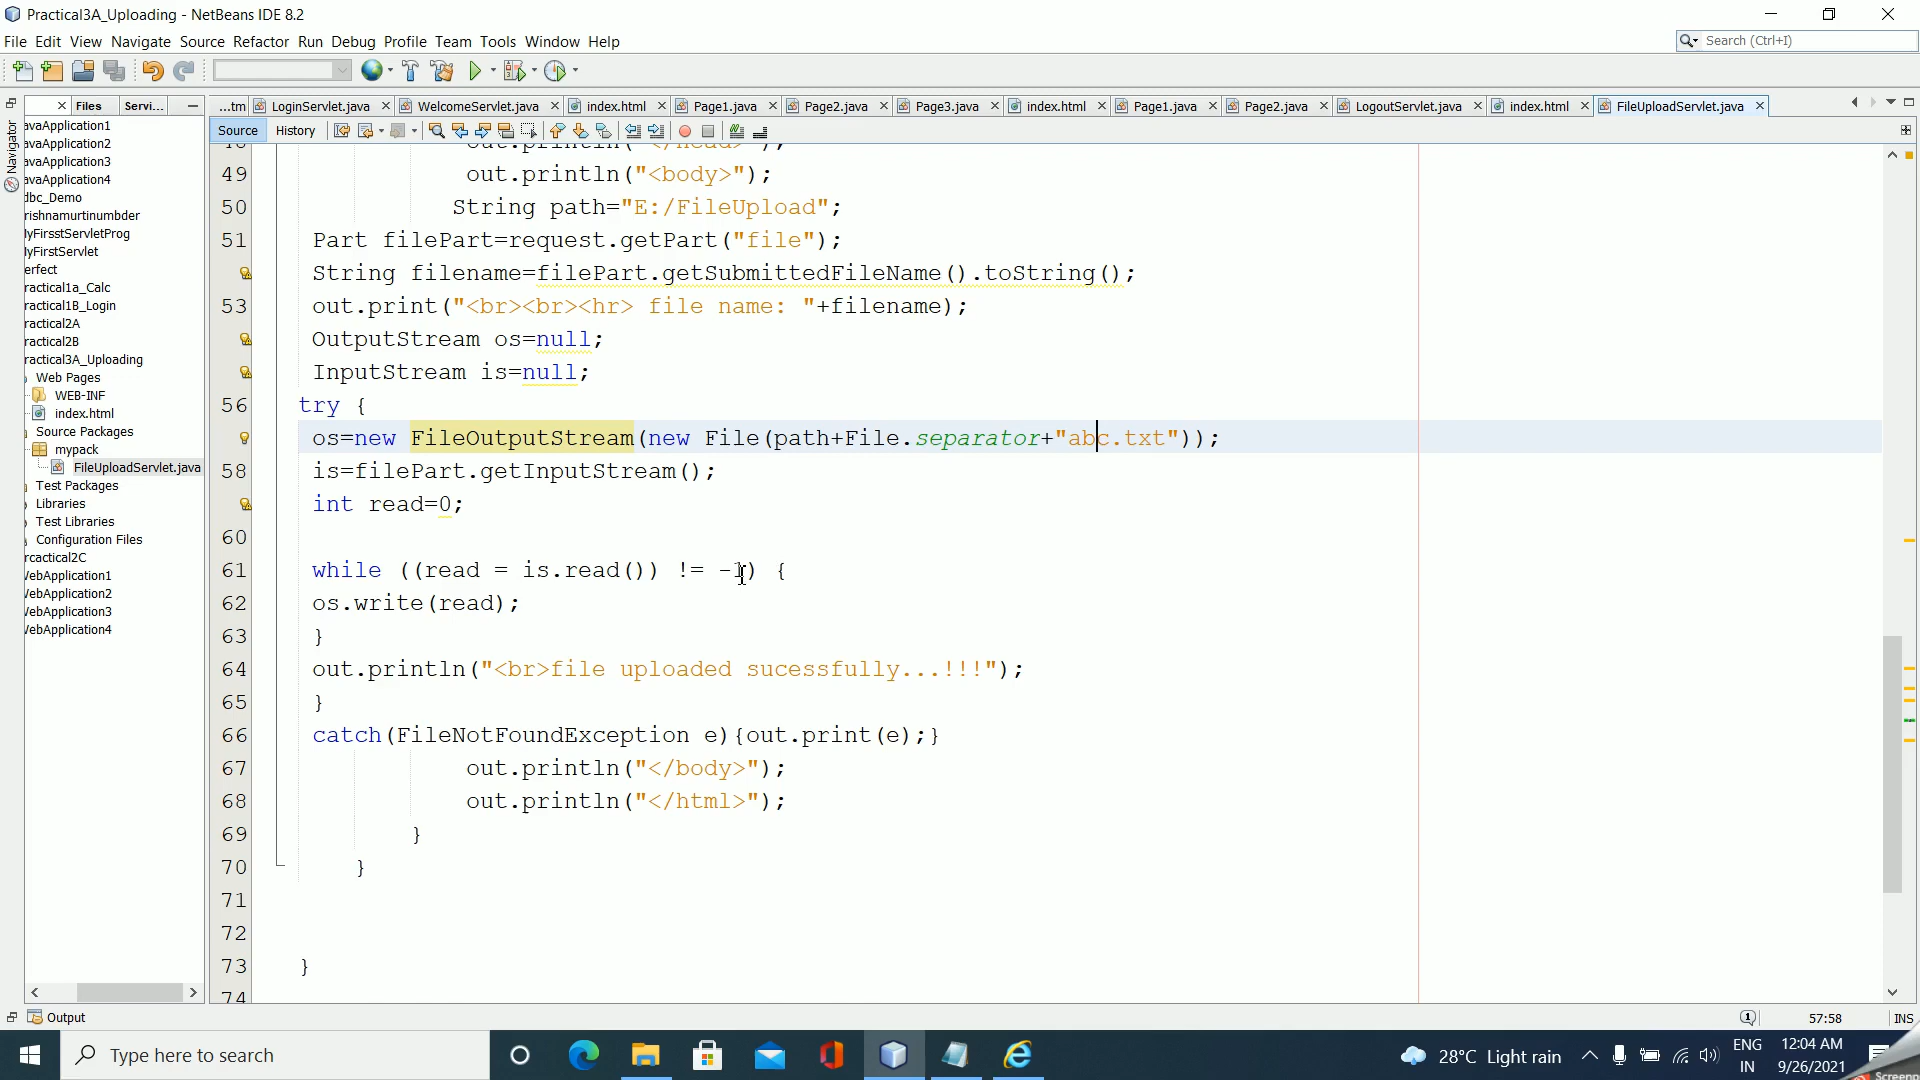 Practical3A_Uploading - NetBeans IDE 8.2
File Edit View Navigate Source Refactor Run Debug Profile Team Tools Window Help
Search (Ctrl+I)
Files Servi...
...tm LoginServlet.java WelcomeServlet.java index.html Page1.java Page2.java Page3.java index.html Page1.java Page2.java LogoutServlet.java index.html FileUploadServlet.java
Source History
Navigator
avaApplication1
avaApplication2
avaApplication3
avaApplication4
dbc_Demo
rishnamurtinumbder
lyFirsstServletProg
lyFirstServlet
erfect
ractical1a_Calc
ractical1B_Login
ractical2A
ractical2B
ractical3A_Uploading
Web Pages
WEB-INF
index.html
Source Packages
mypack
FileUploadServlet.java
Test Packages
Libraries
Test Libraries
Configuration Files
rcactical2C
VebApplication1
VebApplication2
VebApplication3
VebApplication4
48 out.println("</head>");
49 out.println("<body>");
50 String path="E:/FileUpload";
51 Part filePart=request.getPart("file");
String filename=filePart.getSubmittedFileName().toString();
53 out.print("<br><br><hr> file name: "+filename);
OutputStream os=null;
InputStream is=null;
56 try {
os=new FileOutputStream(new File(path+File.separator+"abc.txt"));
58 is=filePart.getInputStream();
int read=0;
60
61 while ((read = is.read()) != -1) {
62 os.write(read);
63 }
64 out.println("<br>file uploaded sucessfully...!!!");
65 }
66 catch(FileNotFoundException e){out.print(e);}
67 out.println("</body>");
68 out.println("</html>");
69 }
70 }
71
72
73 }
74
Output
57:58 INS
Type here to search
28°C Light rain
ENG
IN
12:04 AM
9/26/2021